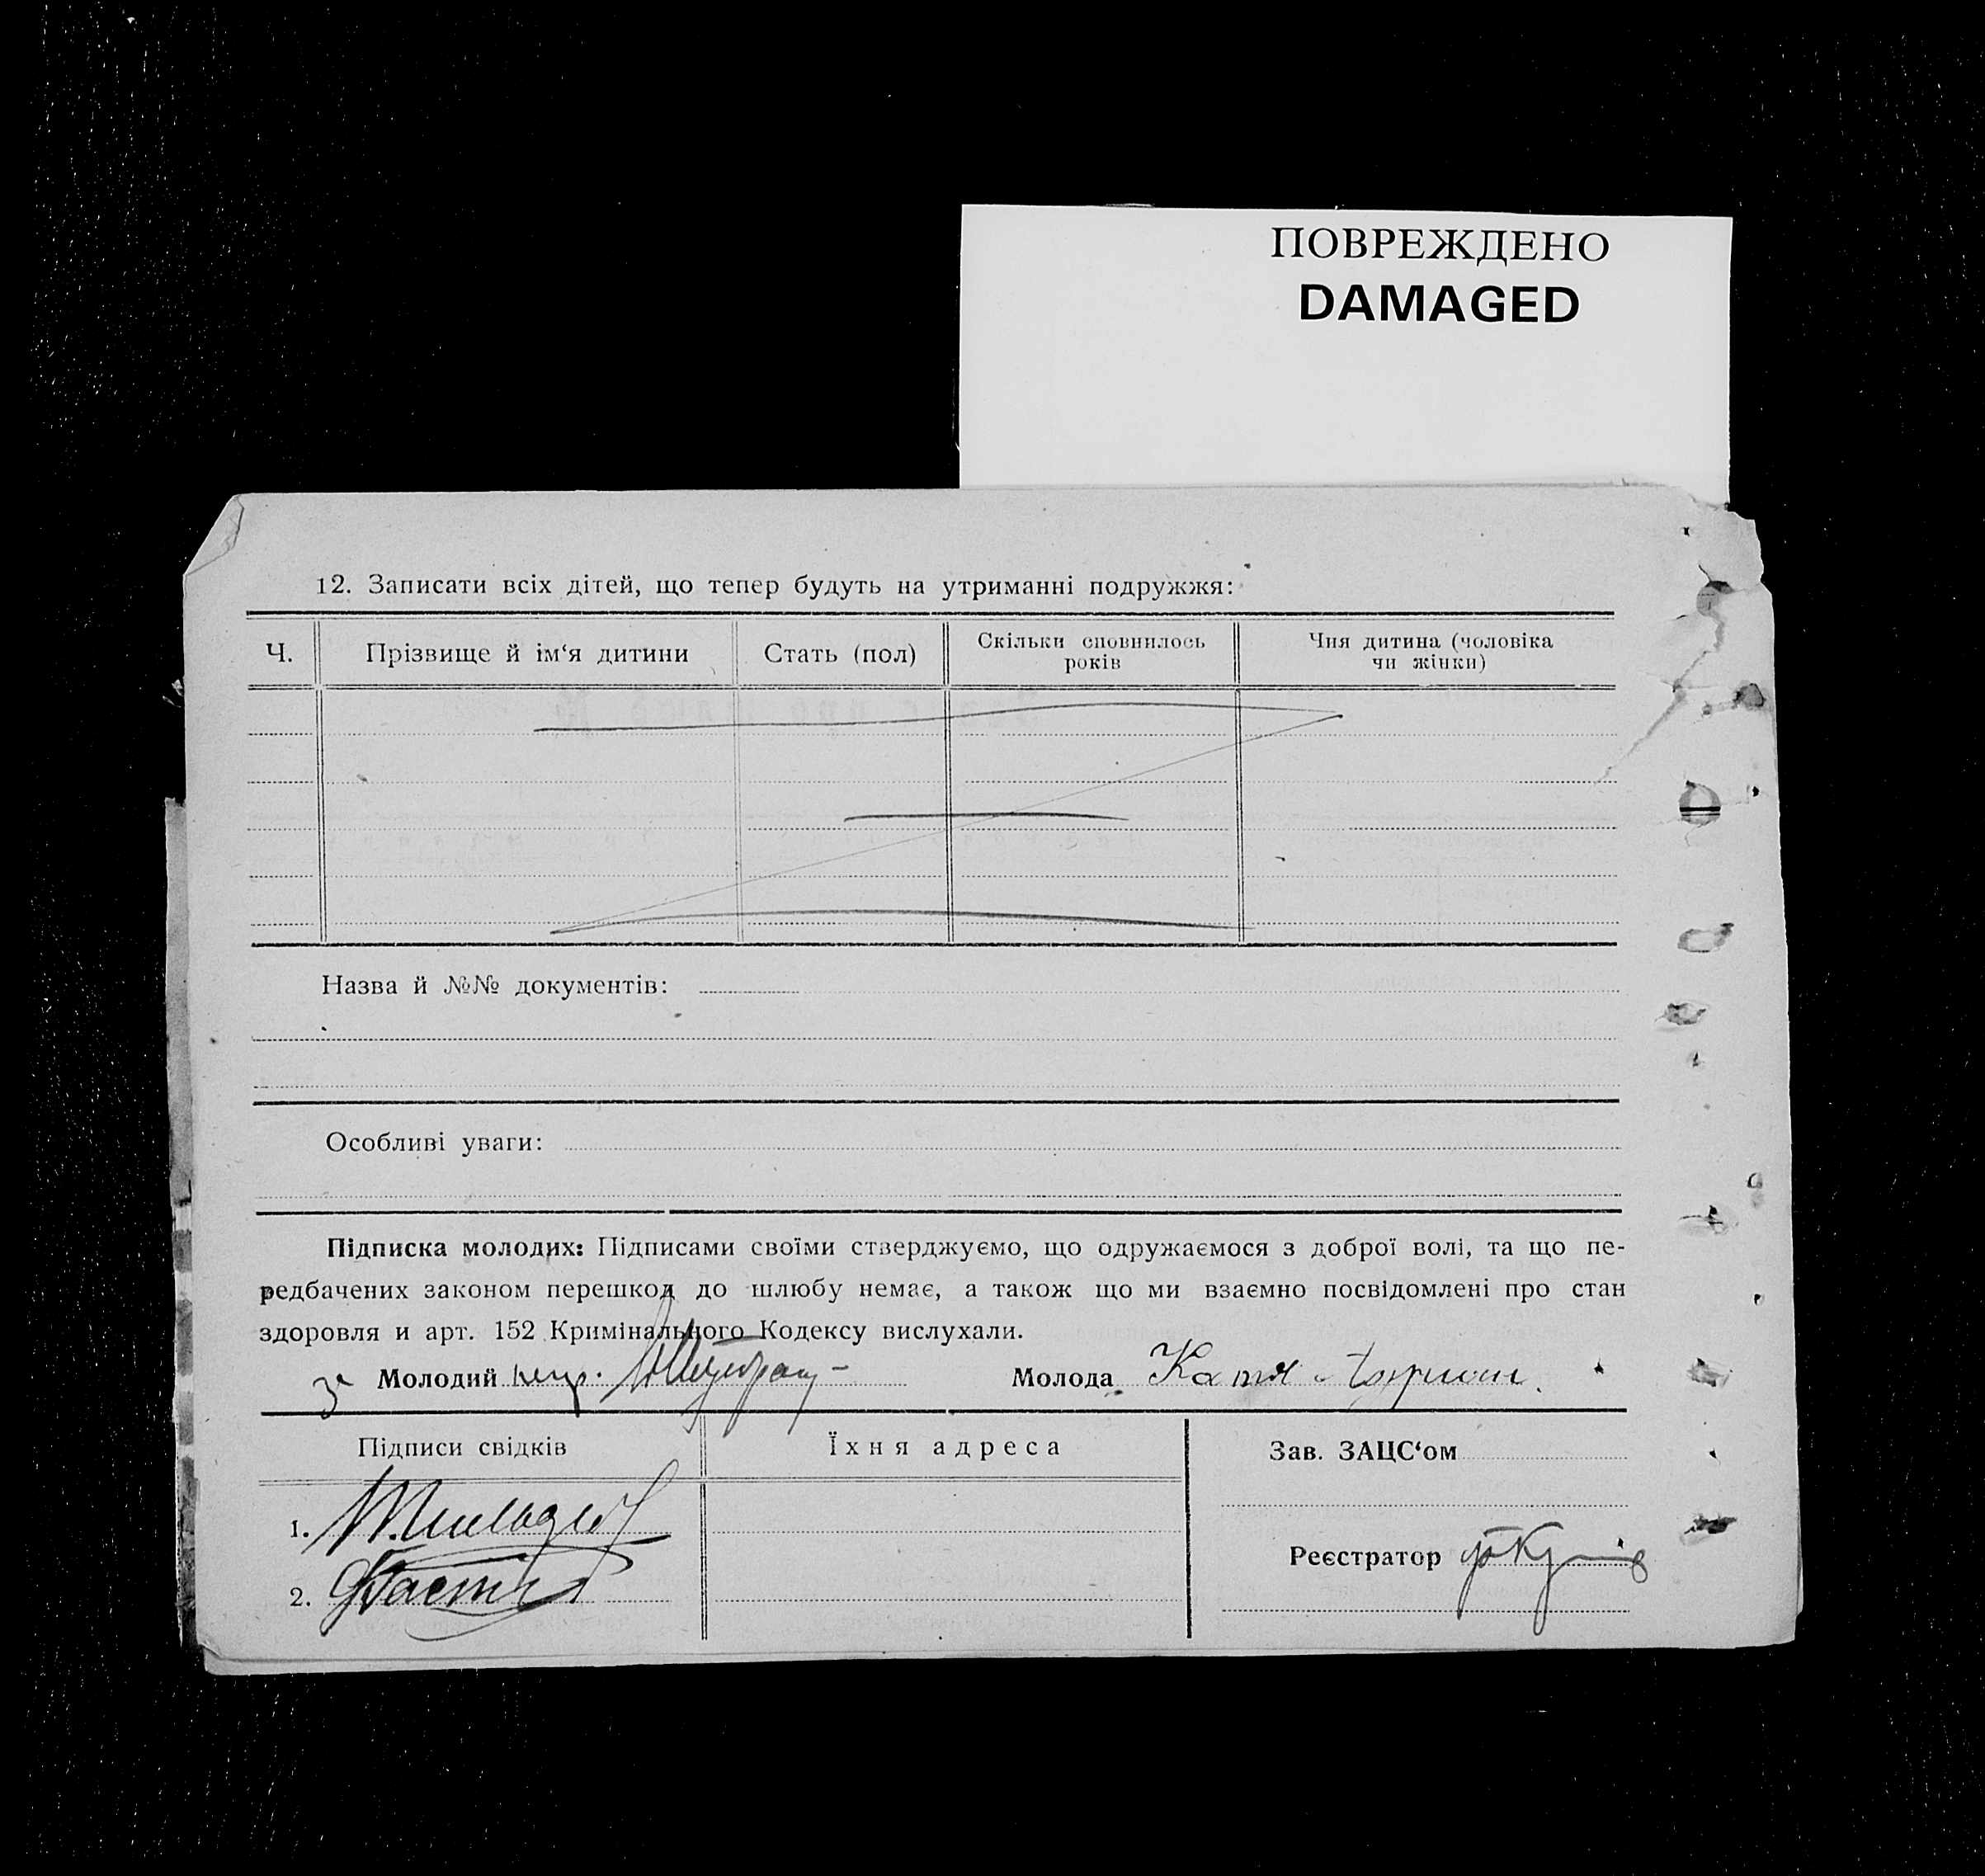 ПОВРЕЖДЕНО
DAMAGED
12. Записати всіх дітей, що тепер будуть на утриманні подружжя:
Ч.
Прізвище й ім‘я дитини
Стать (пол)
Скільки сповнилось
років
Чия дитина (чоловіка
чи жінки)
Назва й №№ документів:
Особливі уваги:
Підписка молодих: Підписами своїми стверджуємо, що одружаємося з доброї волі, та що пе-
редбачених законом перешкод до шлюбу немає, а також що ми взаємно посвідомлені про стан
здоровля и арт. 152 Кримінального Кодексу вислухали.
за Молодий
Молода Катя
Підписи свідків
Їхня адреса
Зав. ЗАЦС‘ом
1.
Реєстратор
2.